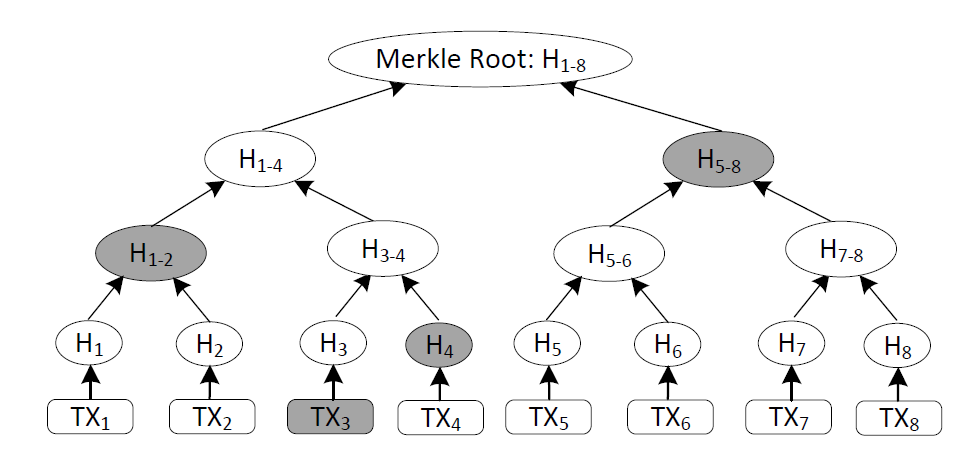 Merkle Root: H₁₋₈
H₁₋₄
H₅₋₈
H₁₋₂
H₃₋₄
H₅₋₆
H₇₋₈
H₁
H₂
H₃
H₄
H₅
H₆
H₇
H₈
TX₁
TX₂
TX₃
TX₄
TX₅
TX₆
TX₇
TX₈